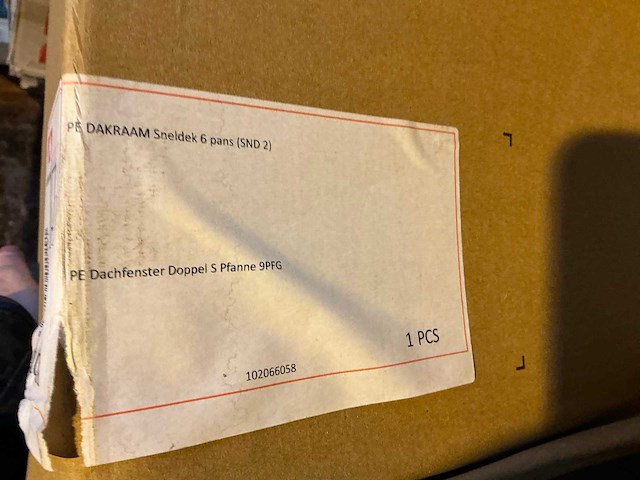 PE DAKRAAM Sneldek 6 pans (SND 2)
PE Dachfenster Doppel S Pfanne 9PFG
1 PCS
102066058